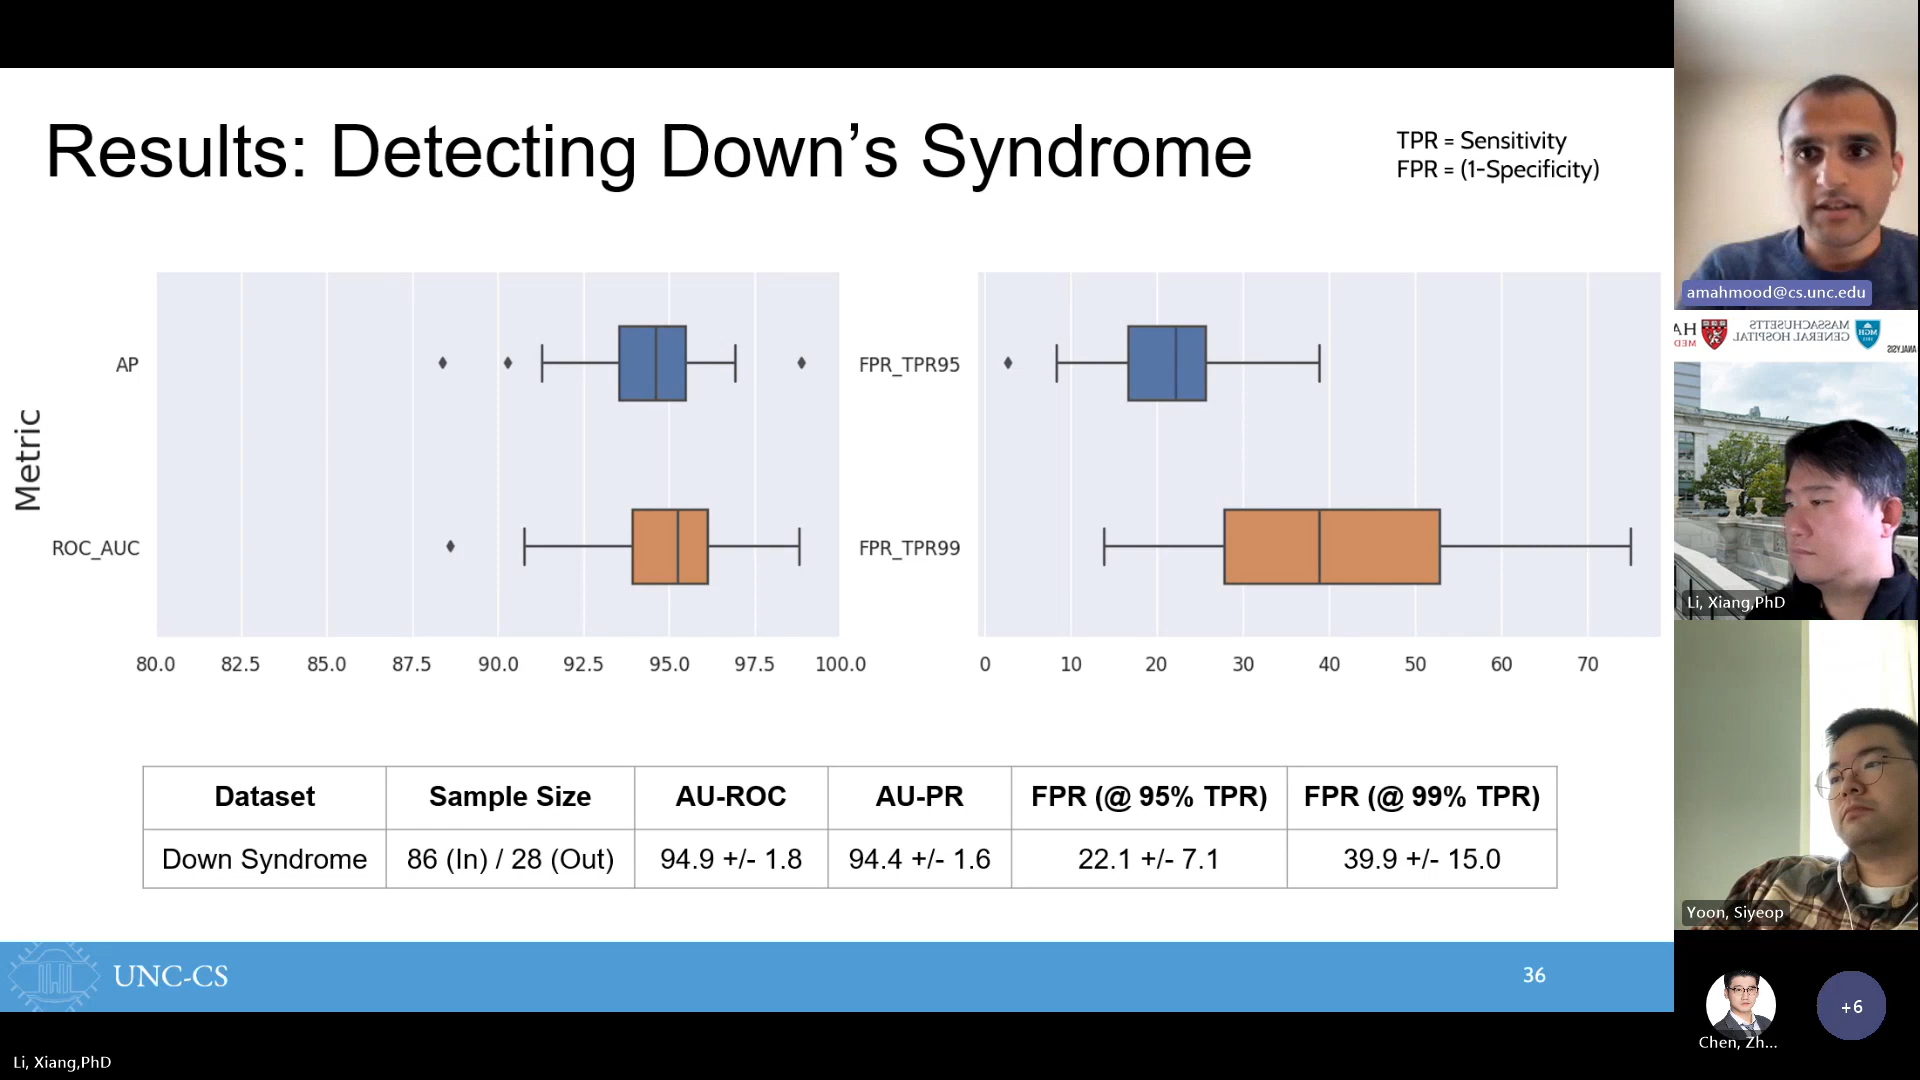 Results: Detecting Down’s Syndrome
TPR = Sensitivity
FPR = (1-Specificity)
Metric
AP
ROC_AUC
80.0 82.5 85.0 87.5 90.0 92.5 95.0 97.5 100.0
FPR_TPR95
FPR_TPR99
0 10 20 30 40 50 60 70
Dataset Sample Size AU-ROC AU-PR FPR (@ 95% TPR) FPR (@ 99% TPR)
Down Syndrome 86 (In) / 28 (Out) 94.9 +/- 1.8 94.4 +/- 1.6 22.1 +/- 7.1 39.9 +/- 15.0
UNC-CS
36
Li, Xiang,PhD
amahmood@cs.unc.edu
MASSACHUSETTS
GENERAL HOSPITAL
MGH
HA
MED
Li, Xiang,PhD
Yoon, Siyeop
Chen, Zh...
+6